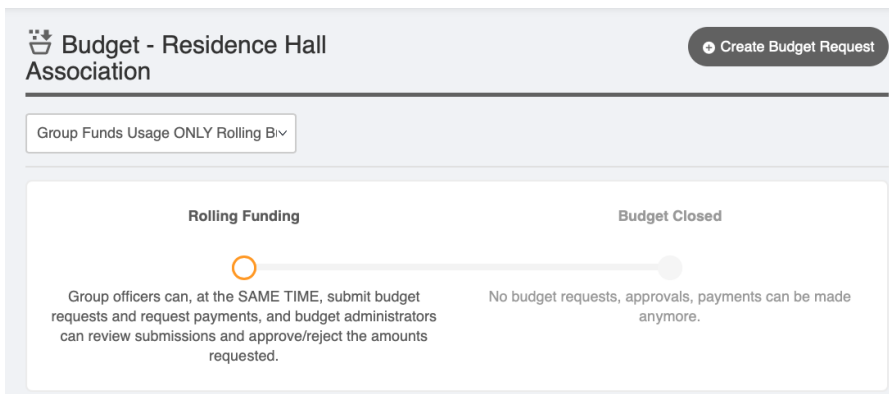 Budget - Residence Hall
Association
Create Budget Request
Group Funds Usage ONLY Rolling
Rolling Funding
Group officers can, at the SAME TIME, submit budget
requests and request payments, and budget administrators
can review submissions and approve/reject the amounts
requested.
Budget Closed
No budget requests, approvals, payments can be made
anymore.